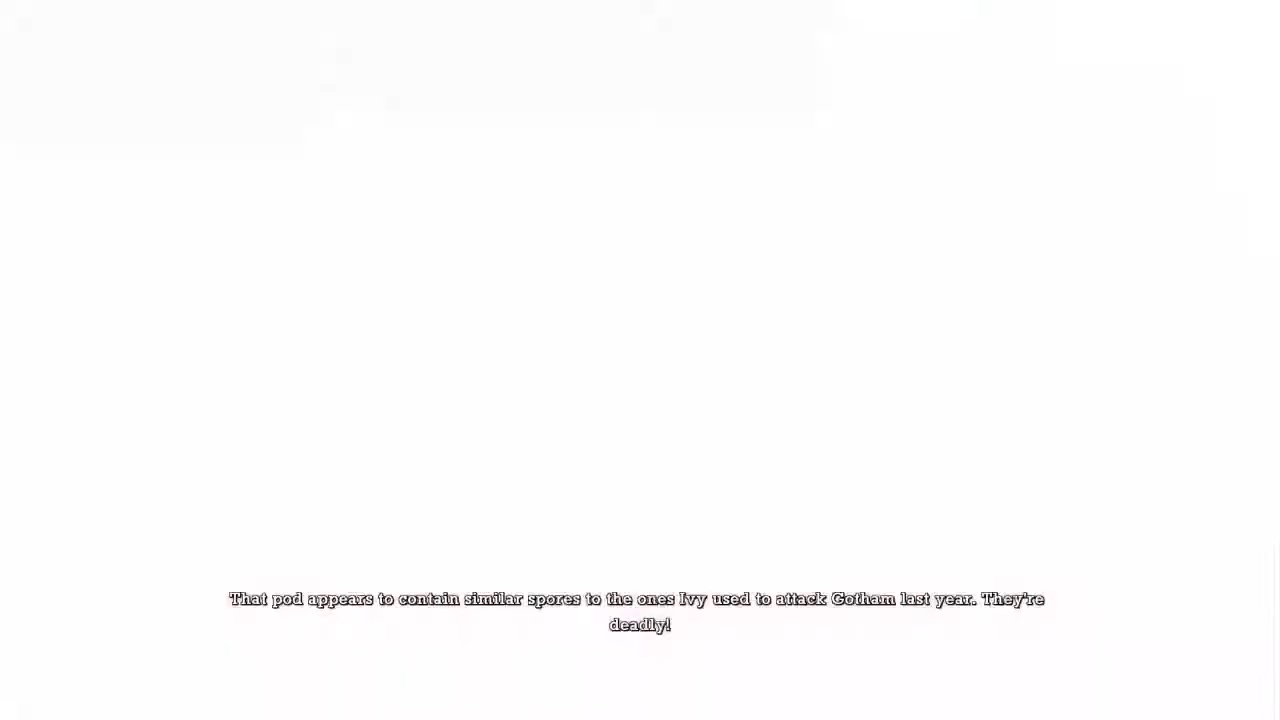 That pod appears to contain similar spores to the ones Ivy used to attack Gotham last year. They're
deadly!